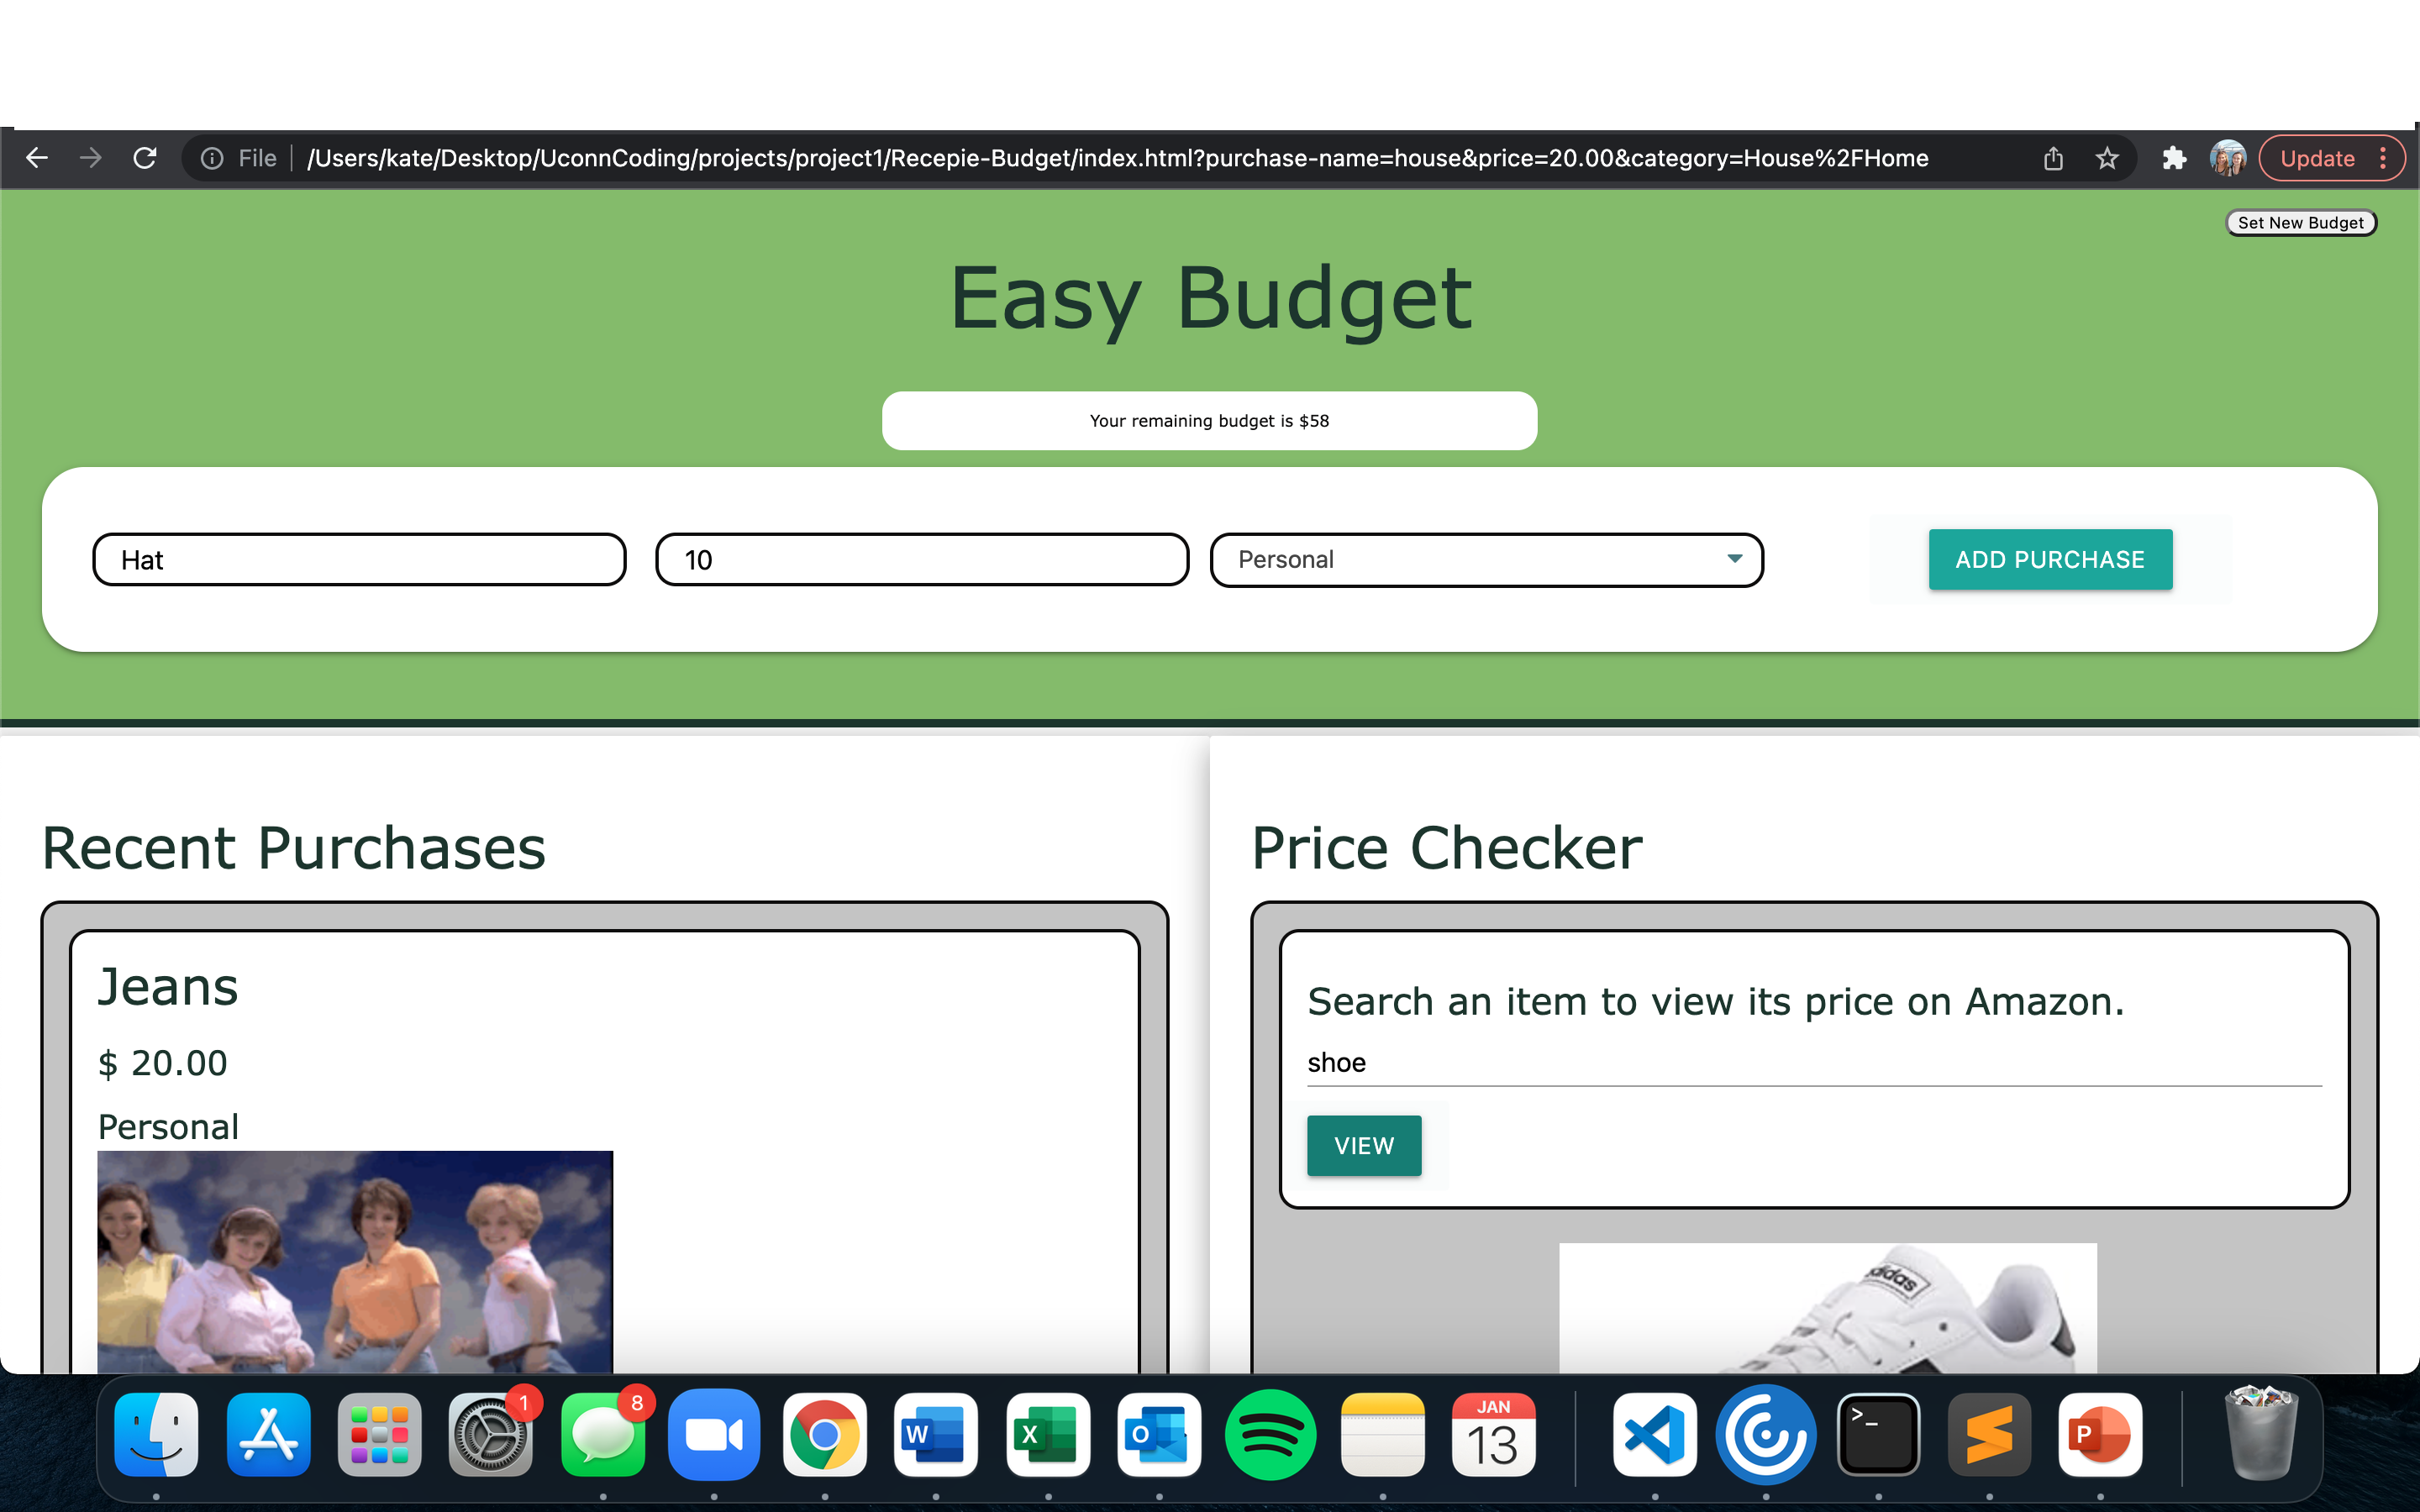 File /Users/kate/Desktop/UconnCoding/projects/project1/Recepie-Budget/index.html?purchase-name=house&price=20.00&category=House%2FHome Update
Set New Budget
Easy Budget
Your remaining budget is $58
Hat 10 Personal ADD PURCHASE
Recent Purchases
Jeans
$ 20.00
Personal
Price Checker
Search an item to view its price on Amazon.
shoe
VIEW
adidas
1
8
W
X
O
JAN
13
>_
P